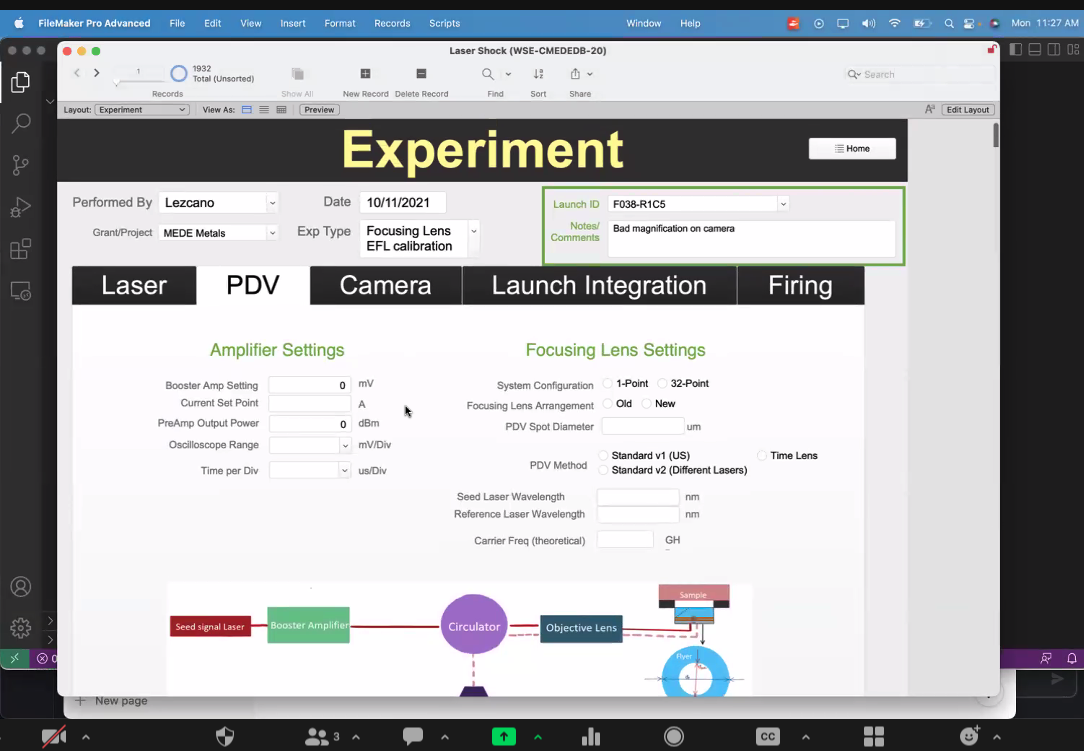 FileMaker Pro Advanced File Edit View Insert Format Records Scripts Window Help Mon 11:27 AM
Laser Shock (WSE-CMEDEDB-20)
1
1932
Total (Unsorted)
Search
Records Show All New Record Delete Record Find Sort Share
Layout: Experiment View As: Preview Edit Layout
Experiment
Home
Performed By Lezcano Date 10/11/2021 Launch ID F038-R1C5
Grant/Project MEDE Metals Exp Type Focusing Lens
EFL calibration
Notes/
Comments
Bad magnification on camera
Laser PDV Camera Launch Integration Firing
Amplifier Settings
Booster Amp Setting 0 mV
Current Set Point A
PreAmp Output Power 0 dBm
Oscilloscope Range mV/Div
Time per Div us/Div
Focusing Lens Settings
System Configuration 1-Point 32-Point
Focusing Lens Arrangement Old New
PDV Spot Diameter um
PDV Method Standard v1 (US) Time Lens
Standard v2 (Different Lasers)
Seed Laser Wavelength nm
Reference Laser Wavelength nm
Carrier Freq (theoretical) GH
Sample
Seed signal Laser Booster Amplifier Circulator Objective Lens
Flyer
0
New page
3
CC